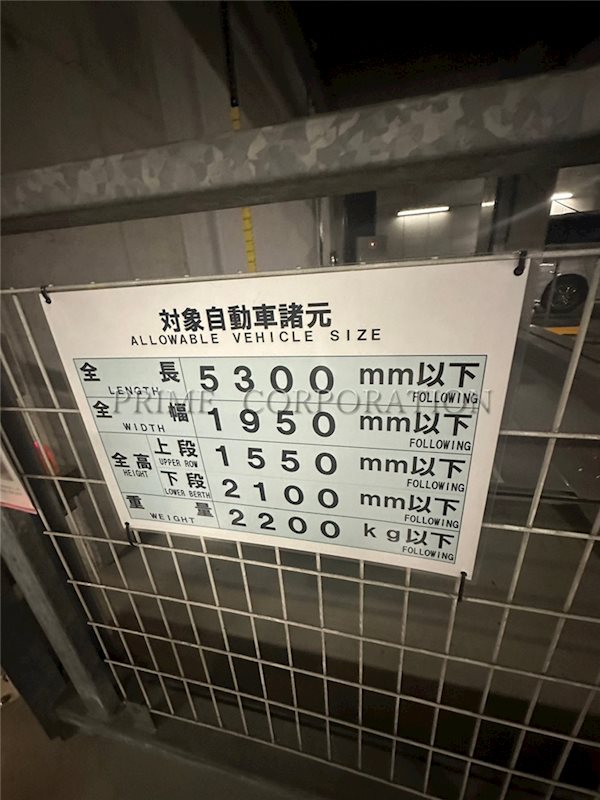 対象自動車諸元
ALLOWABLE VEHICLE SIZE
全長 5300 mm以下
LENGTH FOLLOWING
PRIME CORPORATION
全幅 1950 mm以下
WIDTH FOLLOWING
全高 上段 1550 mm以下
HEIGHT UPPER ROW FOLLOWING
下段 2100 mm以下
LOWER BERTH FOLLOWING
重量 2200 kg以下
WEIGHT FOLLOWING